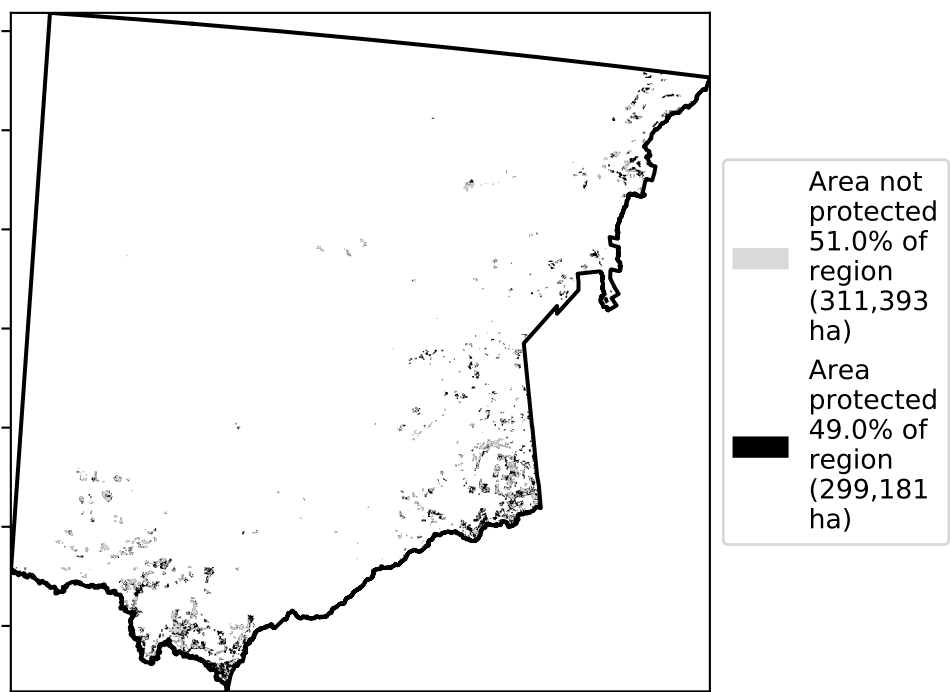 Area not
protected
51.0% of
region
(311,393
ha)
Area
protected
49.0% of
region
(299,181
ha)